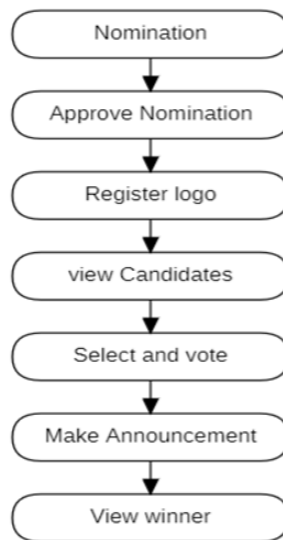 Nomination
Approve Nomination
Register logo
view Candidates
Select and vote
Make Announcement
View winner